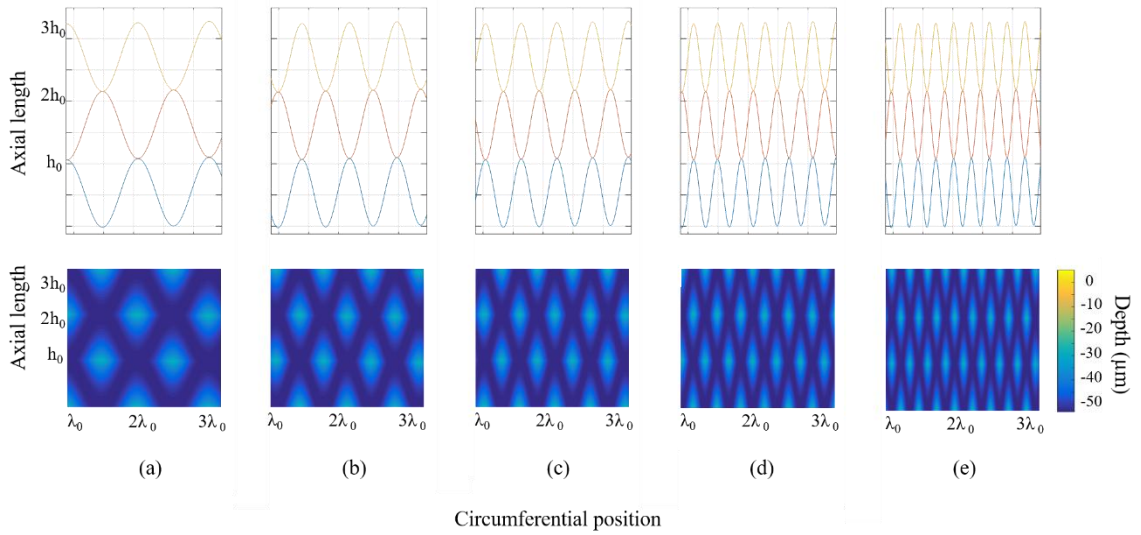 Axial length
3h₀
2h₀
h₀
Axial length
3h₀
2h₀
h₀
0
-10
-20
-30
-40
-50
Depth (μm)
λ₀ 2λ₀ 3λ₀ λ₀ 2λ₀ 3λ₀ λ₀ 2λ₀ 3λ₀ λ₀ 2λ₀ 3λ₀ λ₀ 2λ₀ 3λ₀
(a) (b) (c) (d) (e)
Circumferential position